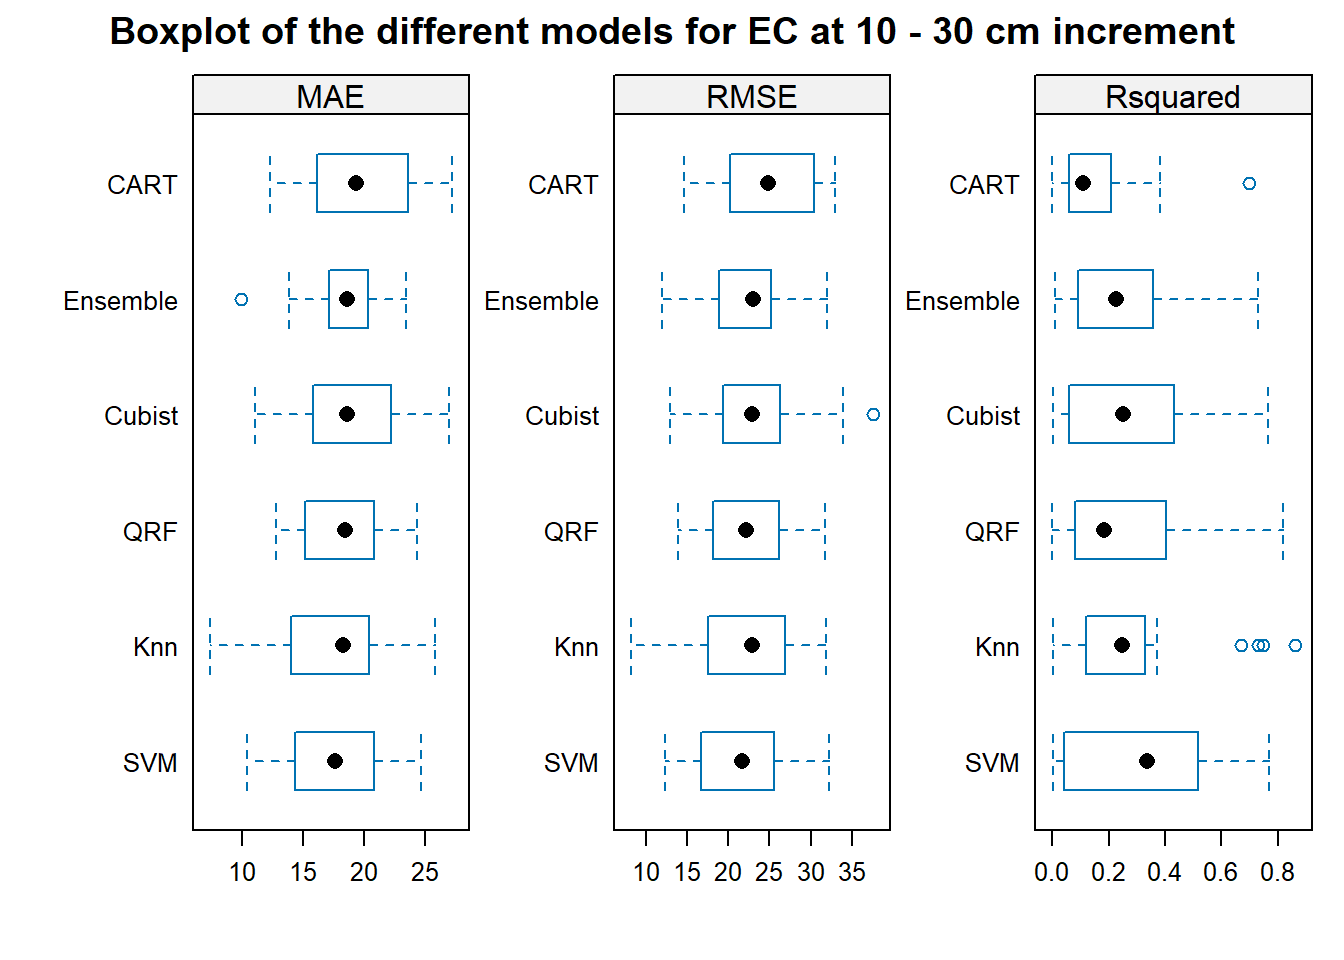 Boxplot of the different models for EC at 10 - 30 cm increment
MAE
CART
Ensemble
Cubist
QRF
Knn
SVM
10 15 20 25
RMSE
CART
Ensemble
Cubist
QRF
Knn
SVM
10 15 20 25 30 35
Rsquared
CART
Ensemble
Cubist
QRF
Knn
SVM
0.0 0.2 0.4 0.6 0.8